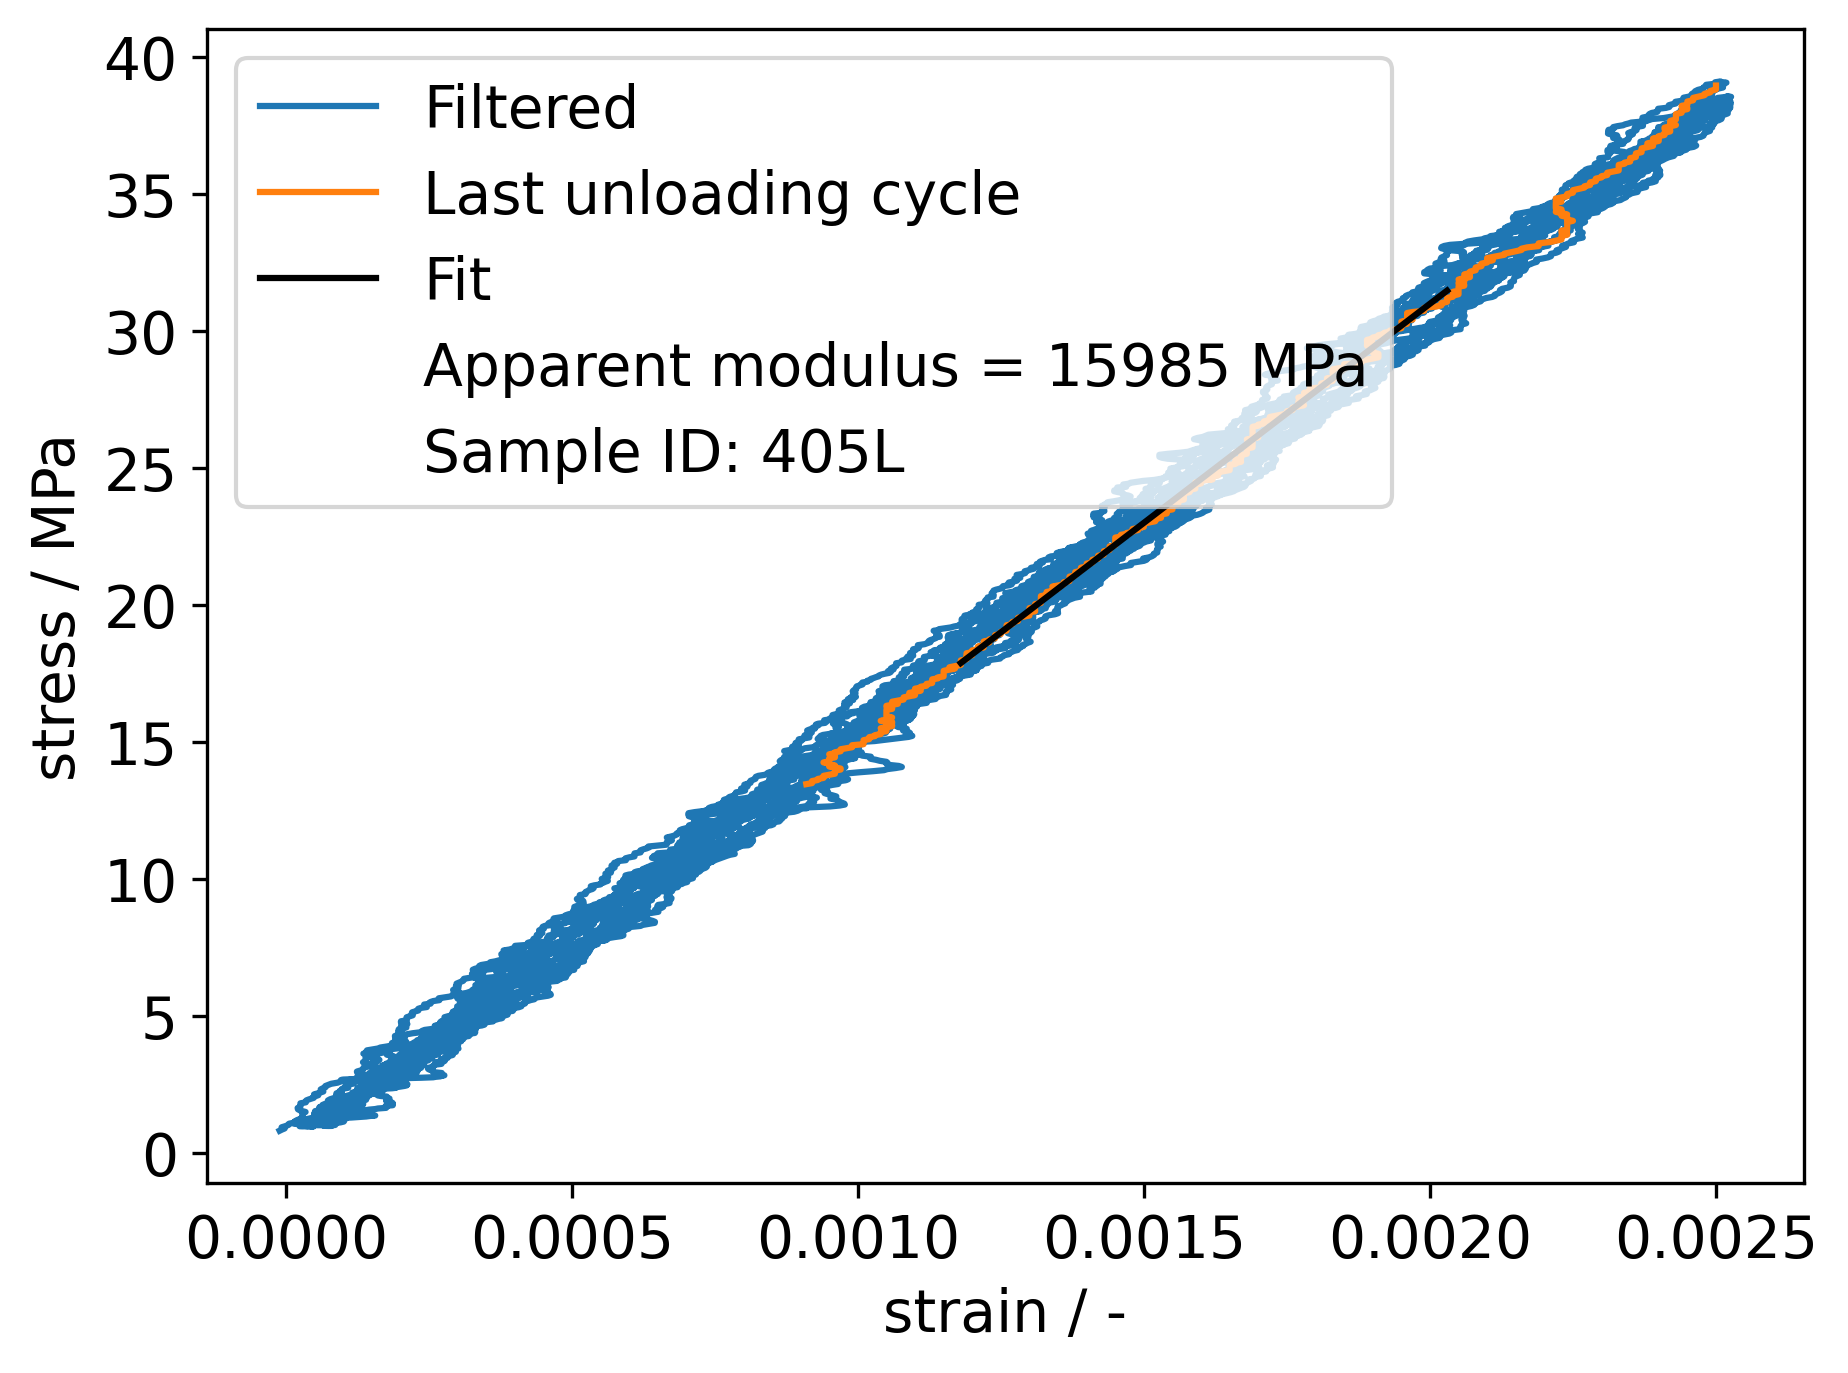 40
35
30
25
20
15
10
5
0
stress / MPa
Filtered
Last unloading cycle
Fit
Apparent modulus = 15985 MPa
Sample ID: 405L
0.0000 0.0005 0.0010 0.0015 0.0020 0.0025
strain / -